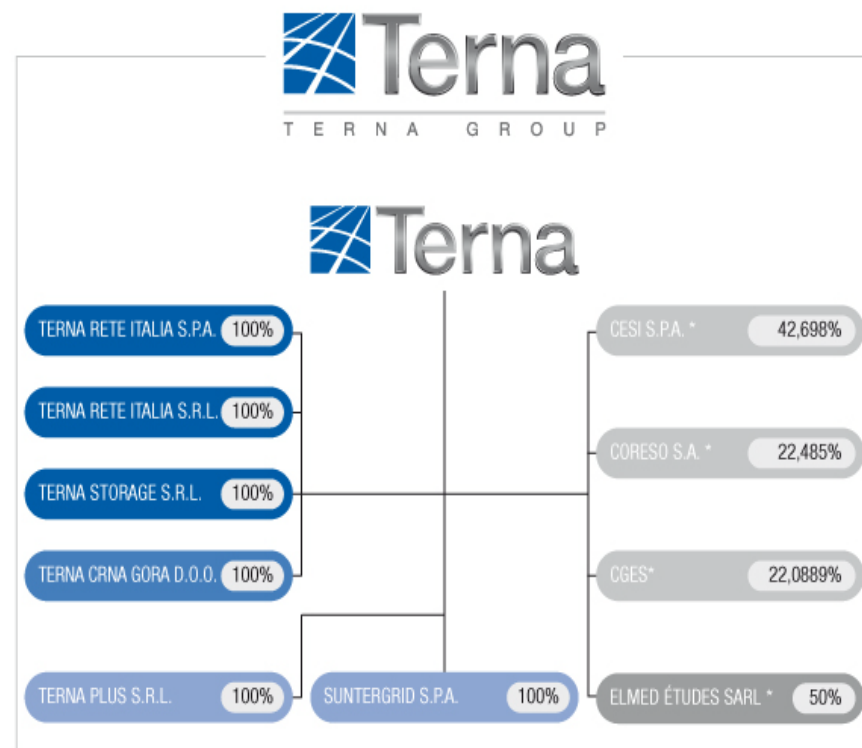 Terna
TERNA GROUP
Terna
TERNA RETE ITALIA S.P.A. 100%
TERNA RETE ITALIA S.R.L. 100%
TERNA STORAGE S.R.L. 100%
TERNA CRNA GORA D.O.O. 100%
TERNA PLUS S.R.L. 100%
SUNTERGRID S.P.A. 100%
CESI S.P.A. * 42,698%
CORESO S.A. * 22,485%
CGES* 22,0889%
ELMED ÉTUDES SARL * 50%